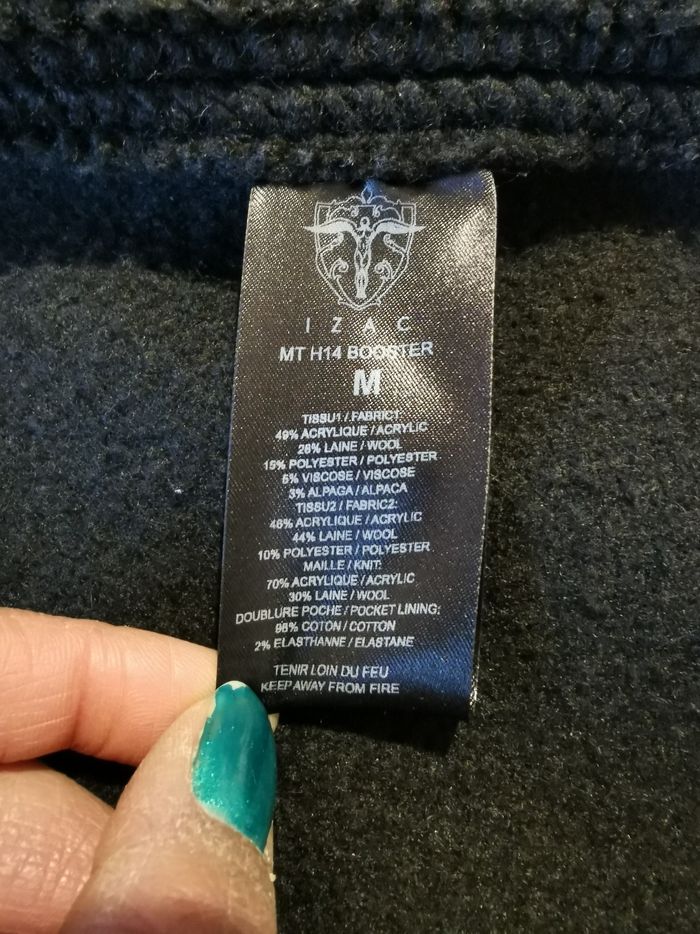 IZAC
MT H14 BOOSTER
M
TISSU1 / FABRIC1:
49% ACRYLIQUE / ACRYLIC
26% LAINE / WOOL
15% POLYESTER / POLYESTER
5% VISCOSE / VISCOSE
3% ALPAGA / ALPACA
TISSU2 / FABRIC2:
46% ACRYLIQUE / ACRYLIC
44% LAINE / WOOL
10% POLYESTER / POLYESTER
MAILLE / KNIT:
70% ACRYLIQUE / ACRYLIC
30% LAINE / WOOL
DOUBLURE POCHE / POCKET LINING:
98% COTON / COTTON
2% ELASTHANNE / ELASTANE
TENIR LOIN DU FEU
KEEP AWAY FROM FIRE